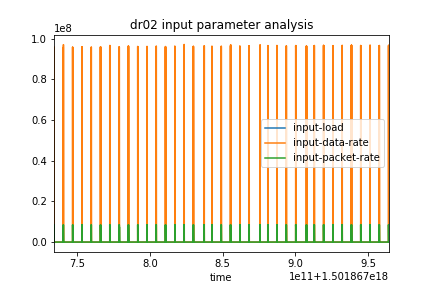 dr02 input parameter analysis
1e8
1.0
0.8
0.6
0.4
0.2
0.0
input-load
input-data-rate
input-packet-rate
7.5 8.0 8.5 9.0 9.5
time
1e11+1.501867e18